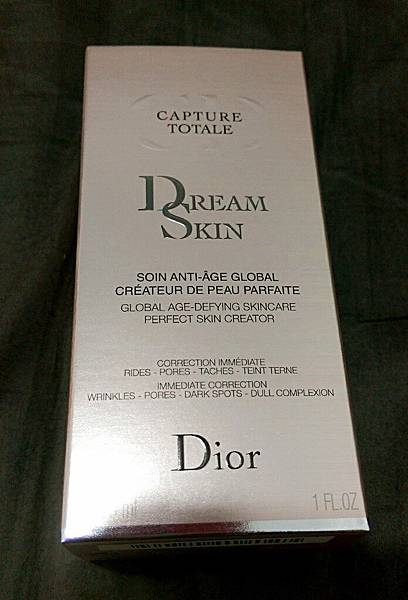 CAPTURE
TOTALE
DREAM
SKIN
SOIN ANTI-ÂGE GLOBAL
CRÉATEUR DE PEAU PARFAITE
GLOBAL AGE-DEFYING SKINCARE
PERFECT SKIN CREATOR
CORRECTION IMMÉDIATE
RIDES - PORES - TACHES - TEINT TERNE
IMMEDIATE CORRECTION
WRINKLES - PORES - DARK SPOTS - DULL COMPLEXION
Dior
ml 1 FL.OZ